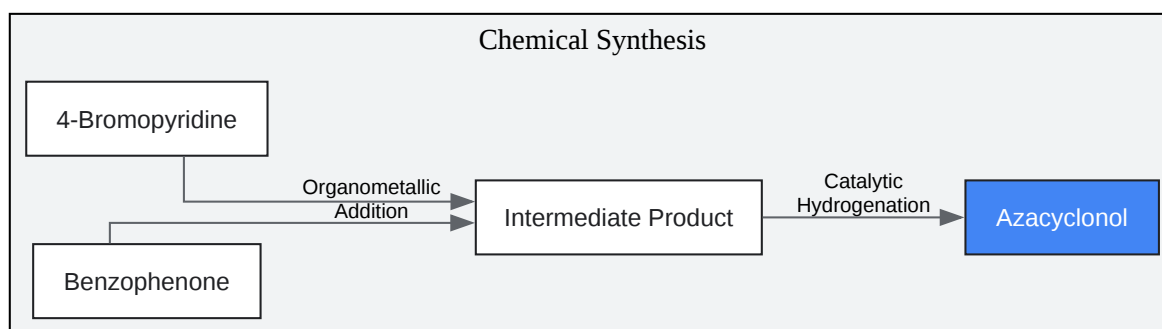 Chemical Synthesis
4-Bromopyridine
Organometallic
Addition
Benzophenone
Intermediate Product
Catalytic
Hydrogenation
Azacyclonol